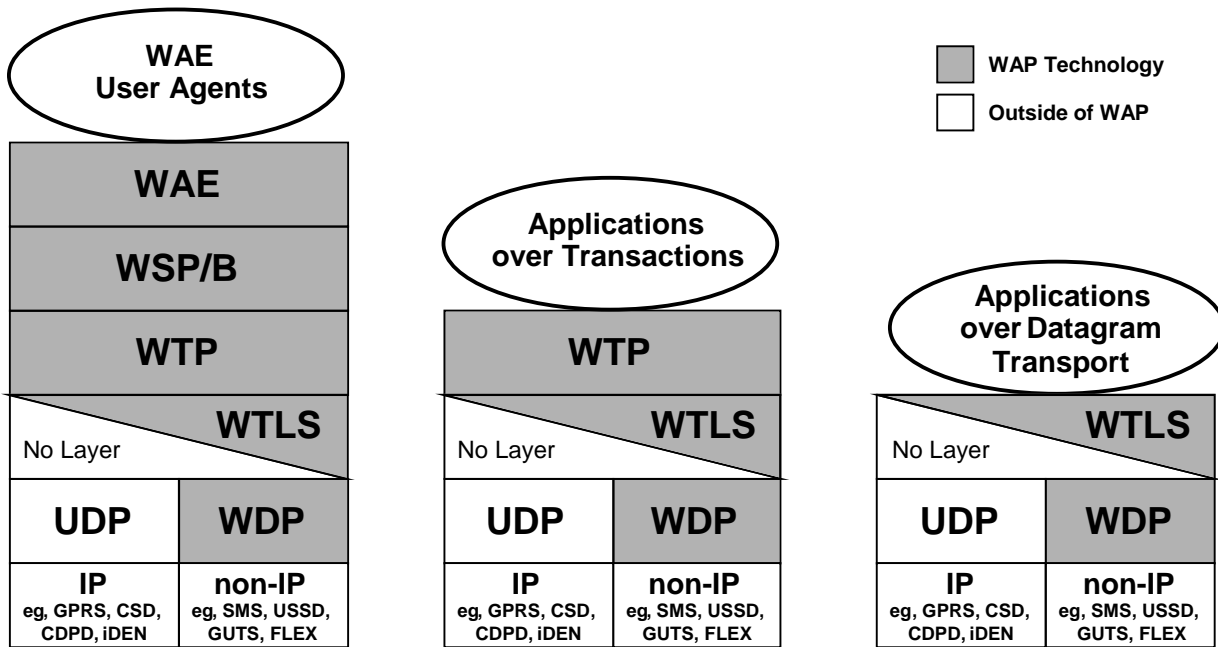 WAE
User Agents
WAE
WSP/B
WTP
WTLS
No Layer
UDP
WDP
IP
eg, GPRS, CSD,
CDPD, iDEN
non-IP
eg, SMS, USSD,
GUTS, FLEX
Applications
over Transactions
WTP
WTLS
No Layer
UDP
WDP
IP
eg, GPRS, CSD,
CDPD, iDEN
non-IP
eg, SMS, USSD,
GUTS, FLEX
WAP Technology
Outside of WAP
Applications
over Datagram
Transport
WTLS
No Layer
UDP
WDP
IP
eg, GPRS, CSD,
CDPD, iDEN
non-IP
eg, SMS, USSD,
GUTS, FLEX